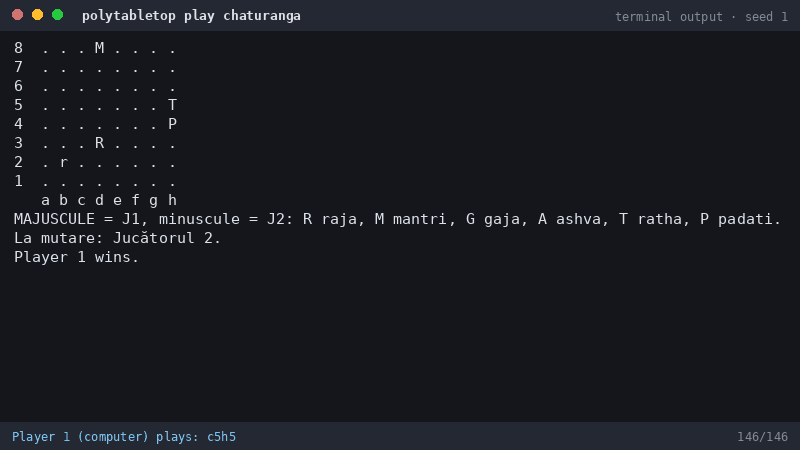 polytabletop play chaturanga
terminal output · seed 1
8 . . . M . . . .
7 . . . . . . . .
6 . . . . . . . .
5 . . . . . . . T
4 . . . . . . . P
3 . . . R . . . .
2 . r . . . . . .
1 . . . . . . . .
a b c d e f g h
MAJUSCULE = J1, minuscule = J2: R raja, M mantri, G gaja, A ashva, T ratha, P padati.
La mutare: Jucătorul 2.
Player 1 wins.
Player 1 (computer) plays: c5h5
146/146